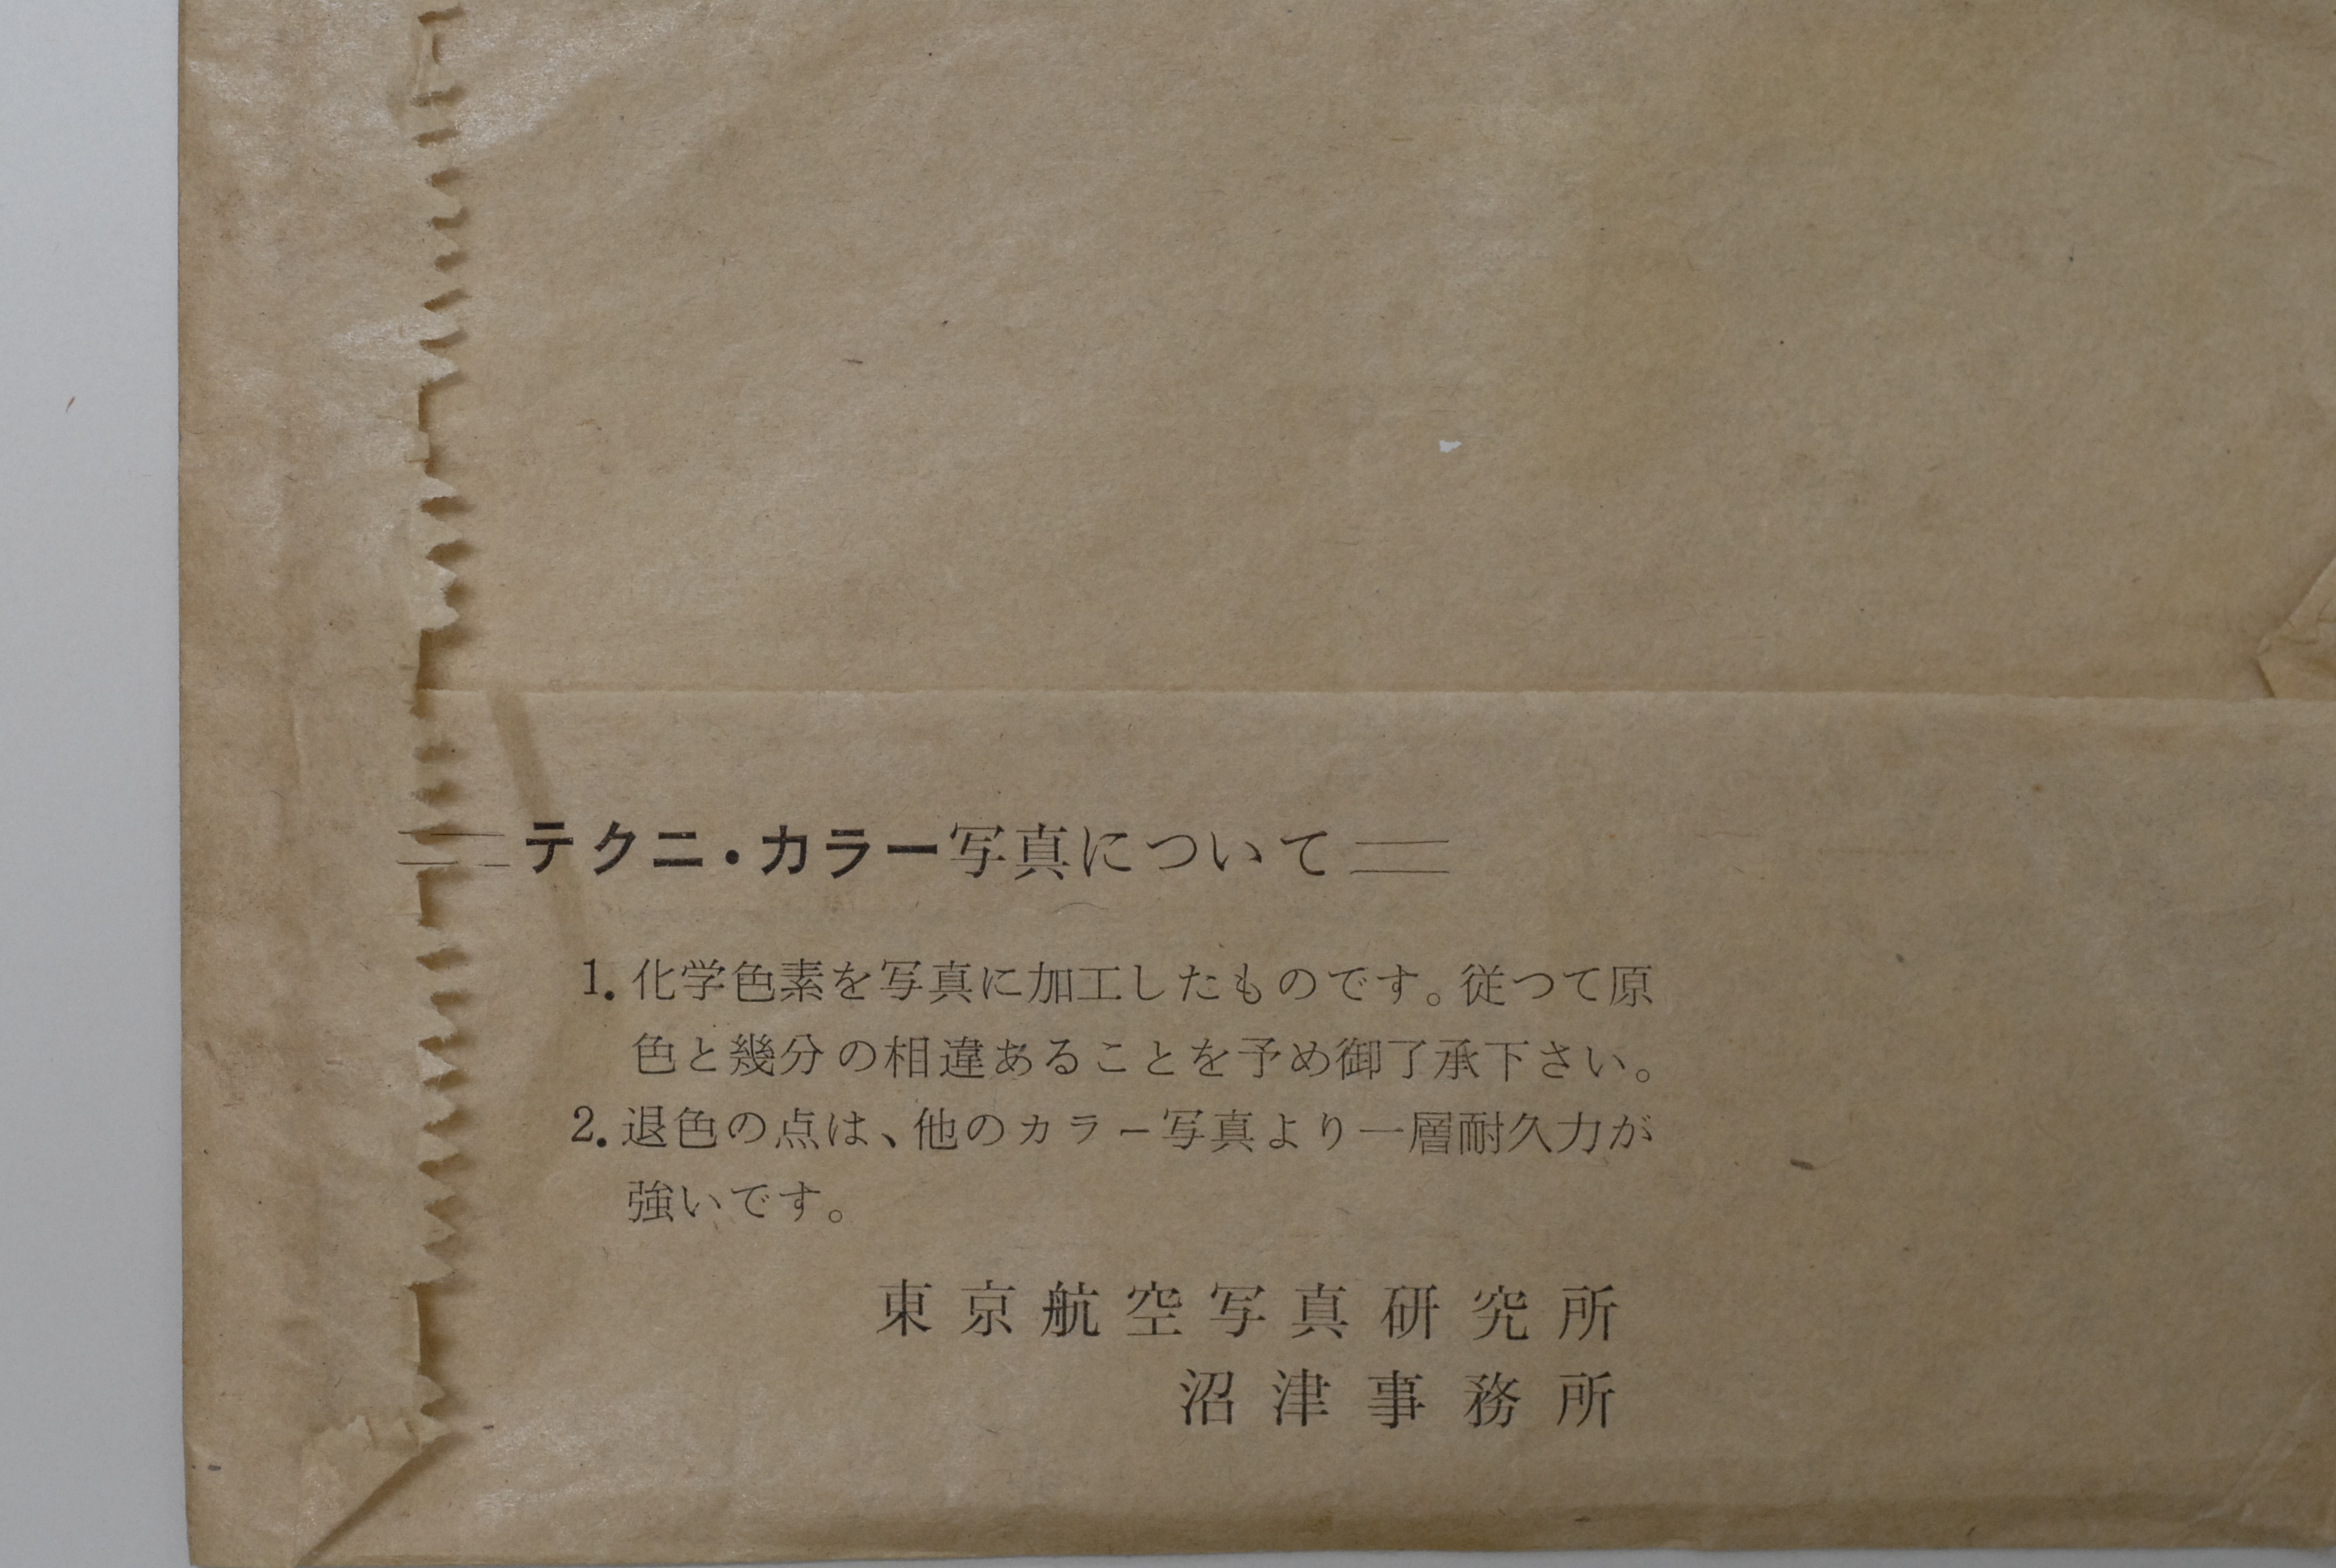 テクニ・カラー写真について
1. 化学色素を写真に加工したものです。従つて原
色と幾分の相違あることを予め御了承下さい。
2. 退色の点は、他のカラー写真より一層耐久力が
強いです。
東京航空写真研究所
沼津事務所